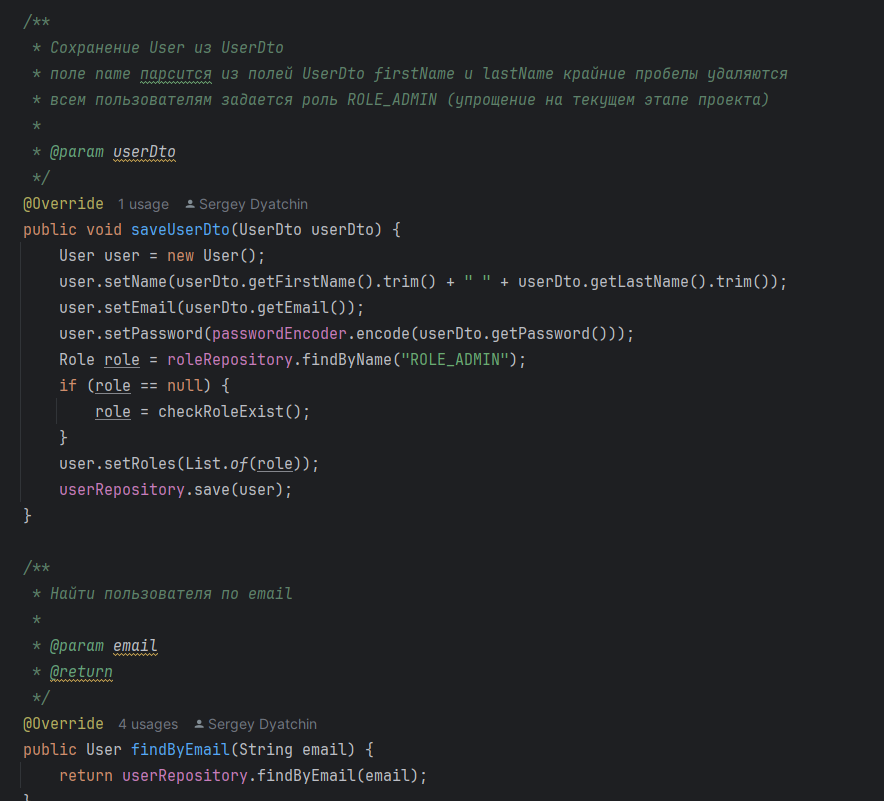 /**
 * Сохранение User из UserDto
 * поле name парсится из полей UserDto firstName и lastName крайние пробелы удаляются
 * всем пользователям задается роль ROLE_ADMIN (упрощение на текущем этапе проекта)
 *
 * @param userDto
 */
@Override 1 usage Sergey Dyatchin
public void saveUserDto(UserDto userDto) {
    User user = new User();
    user.setName(userDto.getFirstName().trim() + " " + userDto.getLastName().trim());
    user.setEmail(userDto.getEmail());
    user.setPassword(passwordEncoder.encode(userDto.getPassword()));
    Role role = roleRepository.findByName("ROLE_ADMIN");
    if (role == null) {
        role = checkRoleExist();
    }
    user.setRoles(List.of(role));
    userRepository.save(user);
}
/**
 * Найти пользователя по email
 *
 * @param email
 * @return
 */
@Override 4 usages Sergey Dyatchin
public User findByEmail(String email) {
    return userRepository.findByEmail(email);
}